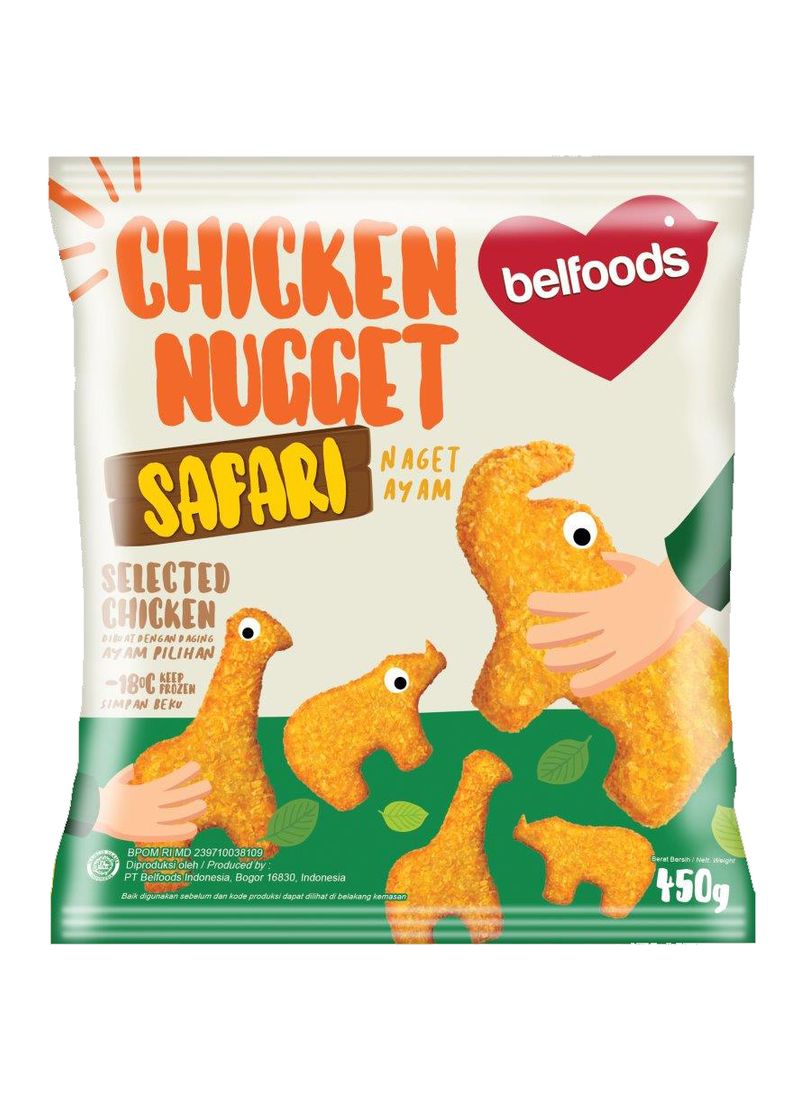 CHICKEN
NUGGET
belfoods
SAFARI
NAGET
AYAM
SELECTED
CHICKEN
DIBUAT DENGAN DAGING
AYAM PILIHAN
-18°C KEEP
FROZEN
SIMPAN BEKU
BPOM RI MD 239710038109
Diproduksi oleh / Produced by :
PT Belfoods Indonesia, Bogor 16830, Indonesia
Baik digunakan sebelum dan kode produksi dapat dilihat di belakang kemasan
Berat Bersih / Nett. Weight
450g